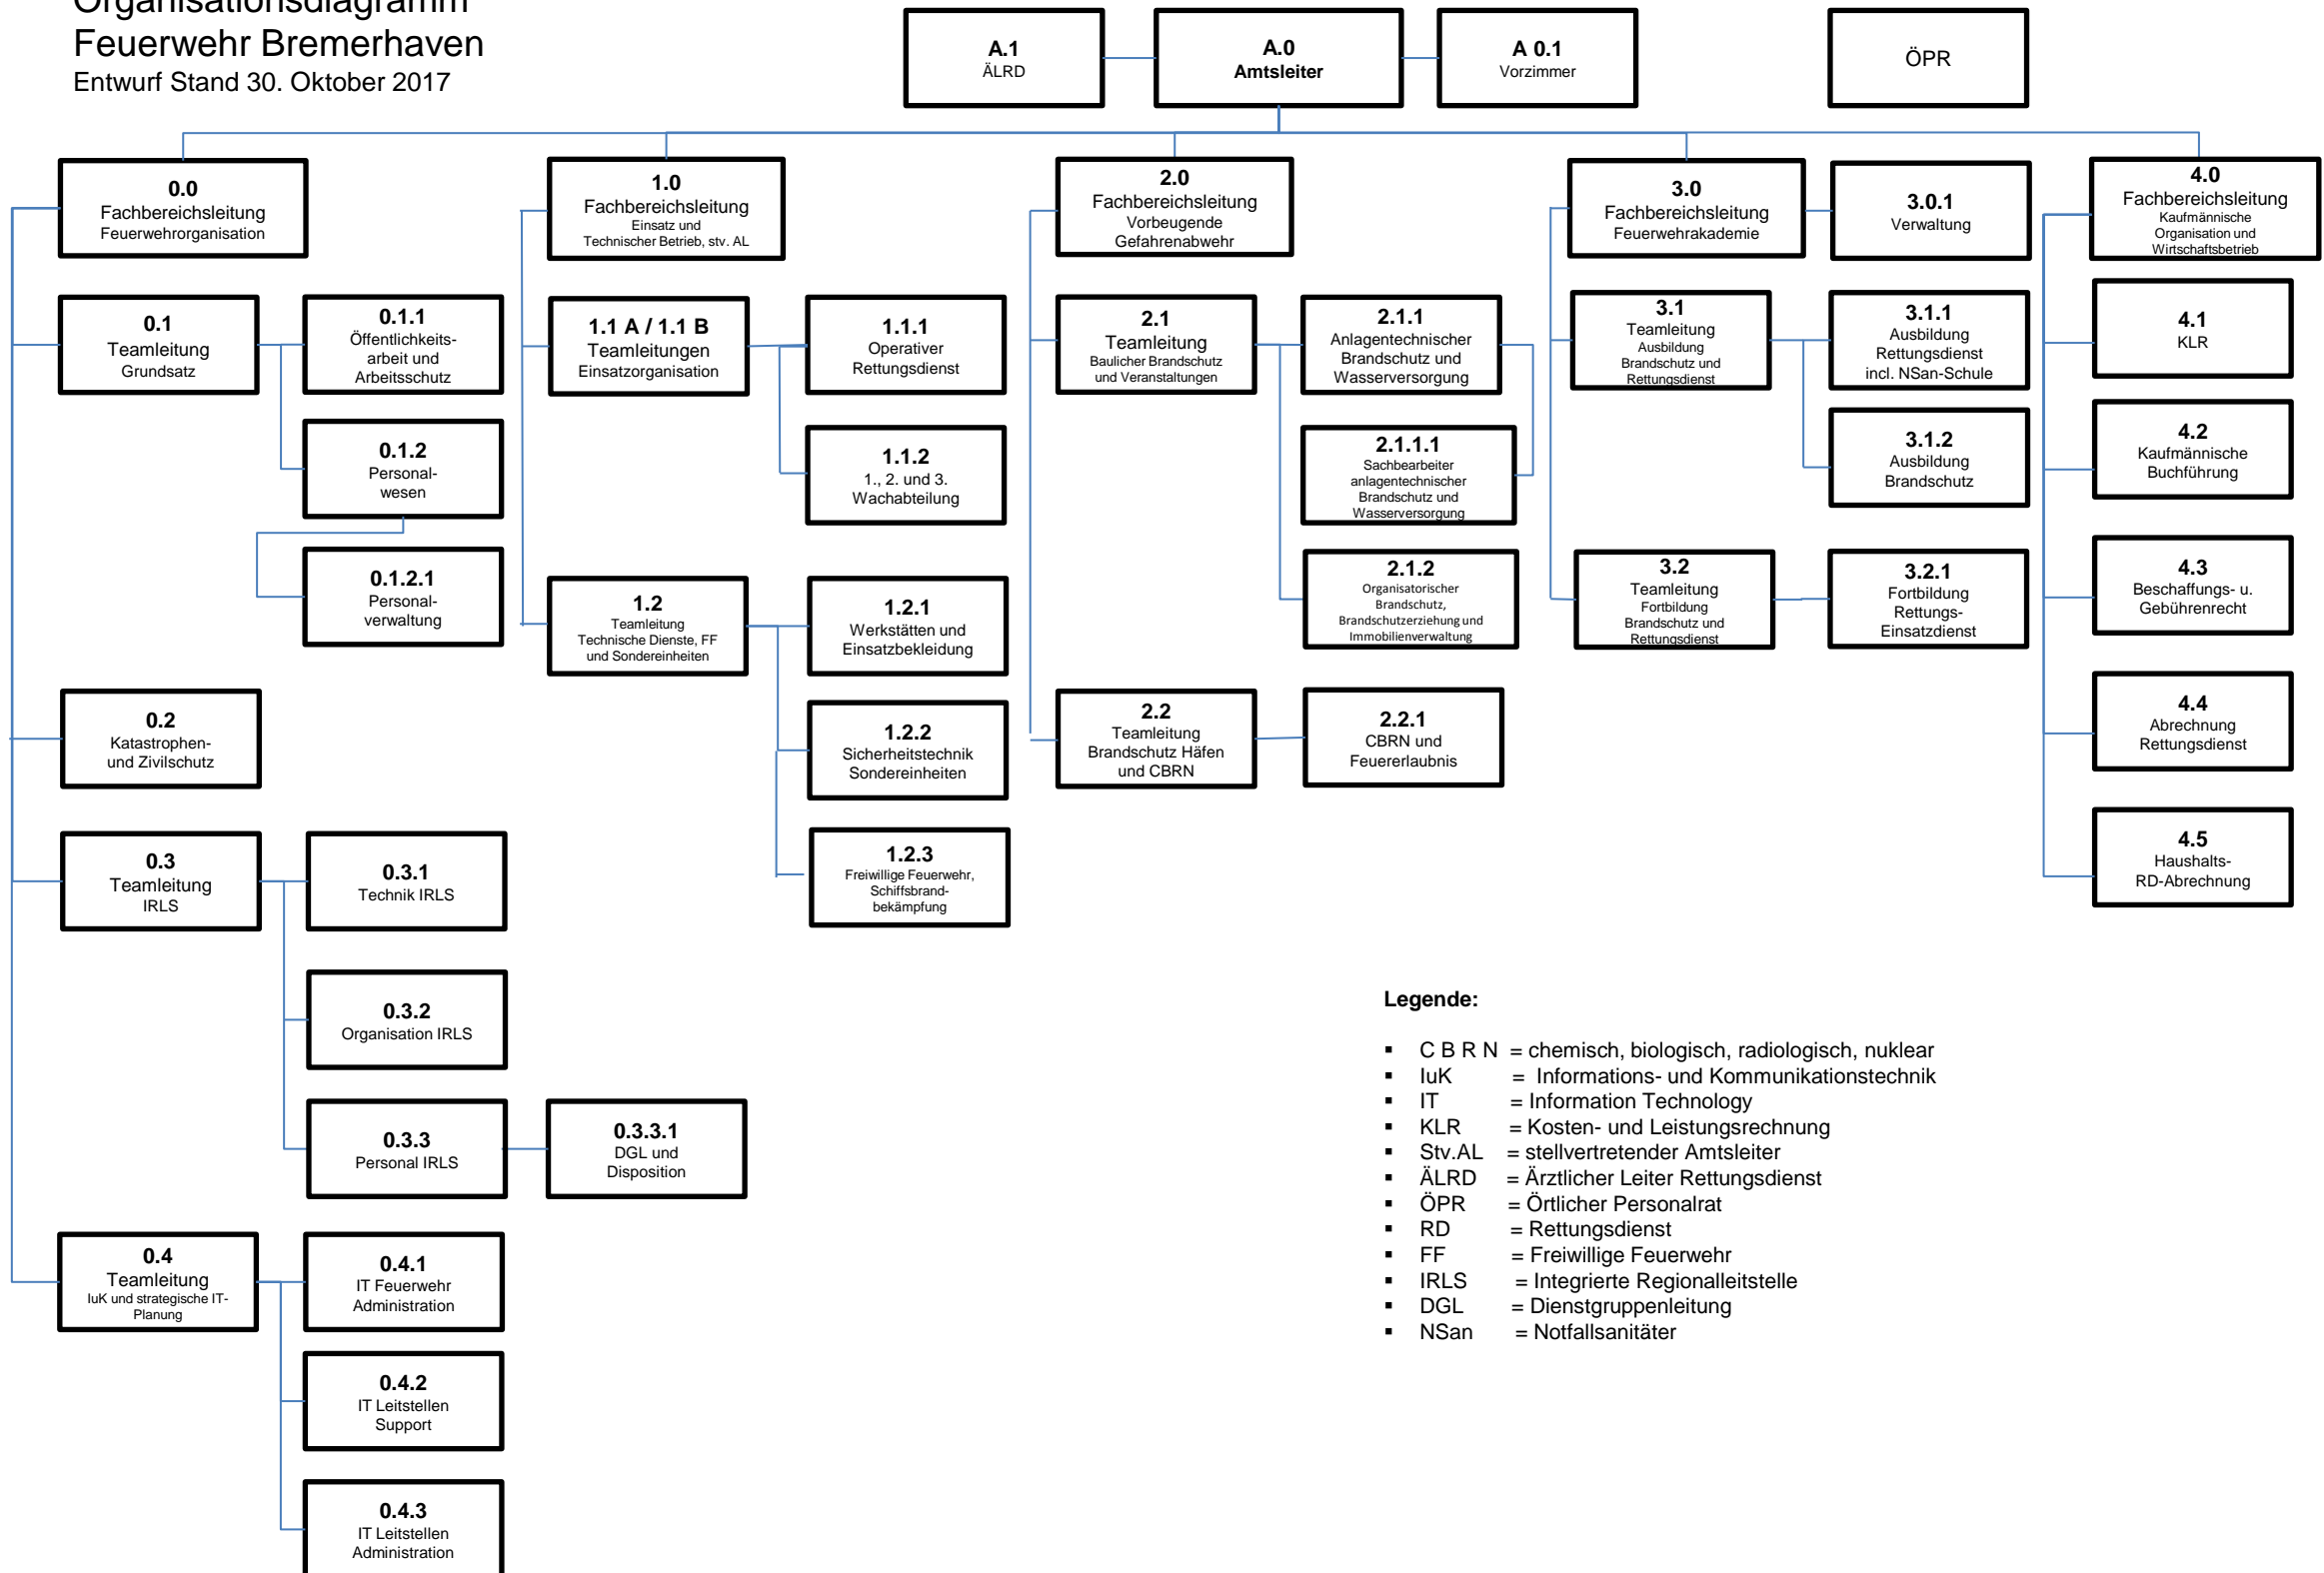 Organisationsdiagramm
Feuerwehr Bremerhaven
Entwurf Stand 30. Oktober 2017
A.1
ÄLRD
A.0
Amtsleiter
A 0.1
Vorzimmer
ÖPR
0.0
Fachbereichsleitung
Feuerwehrorganisation
1.0
Fachbereichsleitung
Einsatz und
Technischer Betrieb, stv. AL
2.0
Fachbereichsleitung
Vorbeugende
Gefahrenabwehr
3.0
Fachbereichsleitung
Feuerwehrakademie
3.0.1
Verwaltung
4.0
Fachbereichsleitung
Kaufmännische
Organisation und
Wirtschaftsbetrieb
0.1
Teamleitung
Grundsatz
0.1.1
Öffentlichkeits-
arbeit und
Arbeitsschutz
0.1.2
Personal-
wesen
0.1.2.1
Personal-
verwaltung
0.2
Katastrophen-
und Zivilschutz
0.3
Teamleitung
IRLS
0.3.1
Technik IRLS
0.3.2
Organisation IRLS
0.3.3
Personal IRLS
0.3.3.1
DGL und
Disposition
0.4
Teamleitung
IuK und strategische IT-
Planung
0.4.1
IT Feuerwehr
Administration
0.4.2
IT Leitstellen
Support
0.4.3
IT Leitstellen
Administration
1.1 A / 1.1 B
Teamleitungen
Einsatzorganisation
1.1.1
Operativer
Rettungsdienst
1.1.2
1., 2. und 3.
Wachabteilung
1.2
Teamleitung
Technische Dienste, FF
und Sondereinheiten
1.2.1
Werkstätten und
Einsatzbekleidung
1.2.2
Sicherheitstechnik
Sondereinheiten
1.2.3
Freiwillige Feuerwehr,
Schiffsbrand-
bekämpfung
2.1
Teamleitung
Baulicher Brandschutz
und Veranstaltungen
2.1.1
Anlagentechnischer
Brandschutz und
Wasserversorgung
2.1.1.1
Sachbearbeiter
anlagentechnischer
Brandschutz und
Wasserversorgung
2.1.2
Organisatorischer
Brandschutz,
Brandschutzerziehung und
Immobilienverwaltung
2.2
Teamleitung
Brandschutz Häfen
und CBRN
2.2.1
CBRN und
Feuererlaubnis
3.1
Teamleitung
Ausbildung
Brandschutz und
Rettungsdienst
3.1.1
Ausbildung
Rettungsdienst
incl. NSan-Schule
3.1.2
Ausbildung
Brandschutz
3.2
Teamleitung
Fortbildung
Brandschutz und
Rettungsdienst
3.2.1
Fortbildung
Rettungs-
Einsatzdienst
4.1
KLR
4.2
Kaufmännische
Buchführung
4.3
Beschaffungs- u.
Gebührenrecht
4.4
Abrechnung
Rettungsdienst
4.5
Haushalts-
RD-Abrechnung
Legende:
▪ C B R N = chemisch, biologisch, radiologisch, nuklear
▪ IuK = Informations- und Kommunikationstechnik
▪ IT = Information Technology
▪ KLR = Kosten- und Leistungsrechnung
▪ Stv.AL = stellvertretender Amtsleiter
▪ ÄLRD = Ärztlicher Leiter Rettungsdienst
▪ ÖPR = Örtlicher Personalrat
▪ RD = Rettungsdienst
▪ FF = Freiwillige Feuerwehr
▪ IRLS = Integrierte Regionalleitstelle
▪ DGL = Dienstgruppenleitung
▪ NSan = Notfallsanitäter